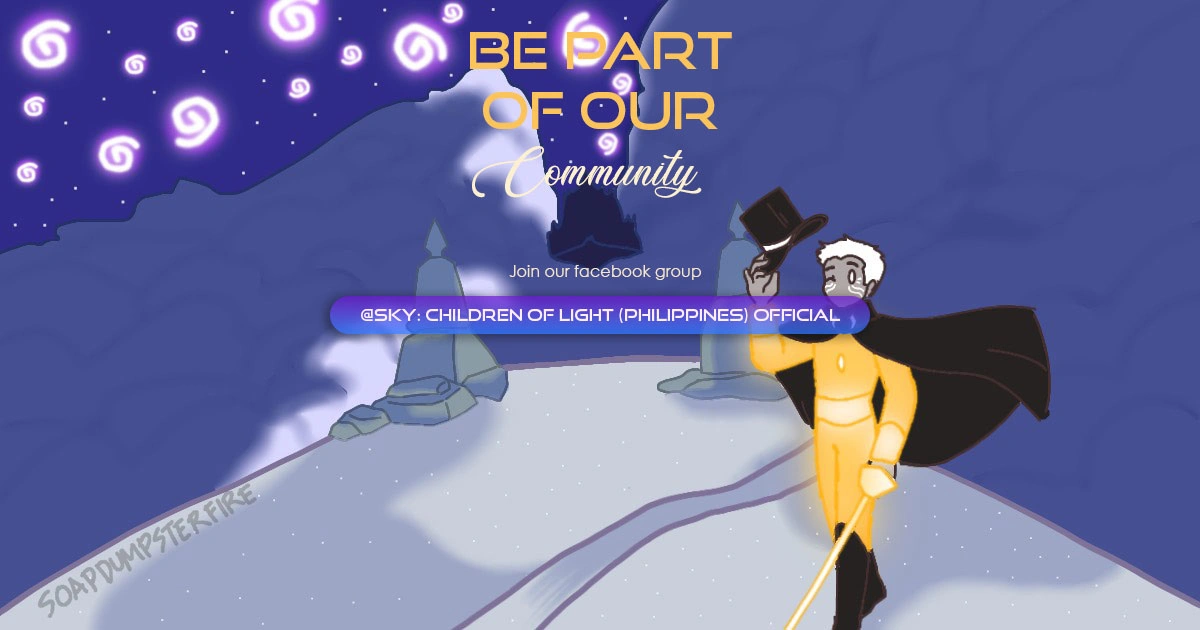 BE PART
OF OUR
Community
Join our facebook group
@SKY: CHILDREN OF LIGHT (PHILIPPINES) OFFICIAL
SOAPDUMPSTERFIRE